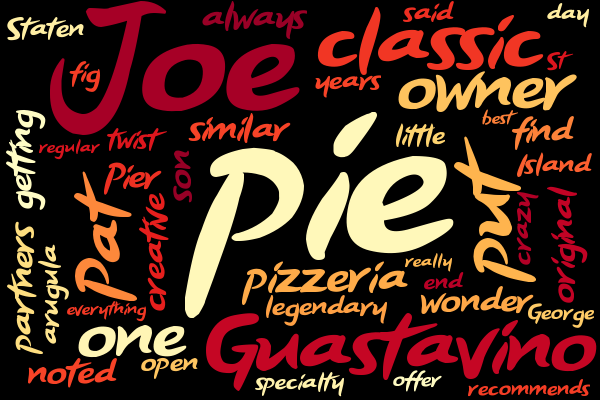 Staten
Joe
always
said
day
classic
St
fig
years
owner
best
getting
regular
twist
similar
little
find
Island
Pier
son
pie
put
crazy
original
Pat
creative
partners
arugula
everything
pizzeria
really
end
legendary
wonder
George
one
open
Guastavino
noted
specialty
offer
recommends